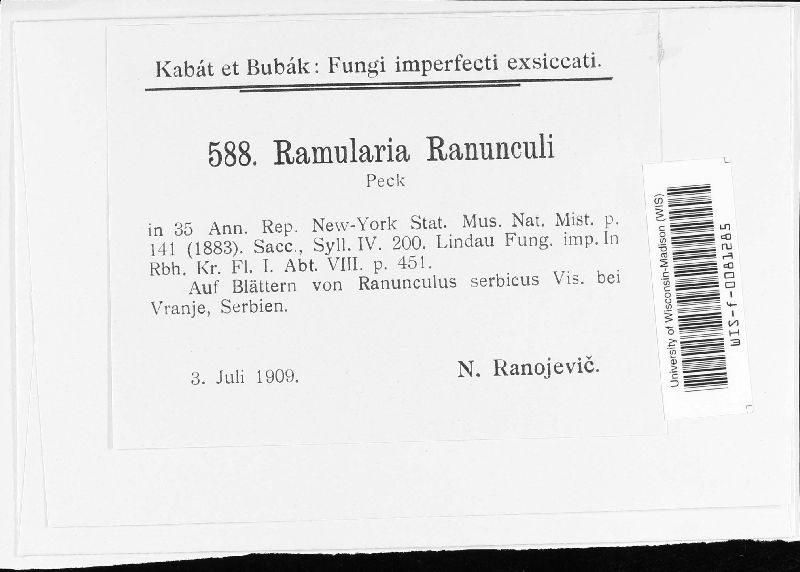 Kabát et Bubák: Fungi imperfecti exsiccati.
588. Ramularia Ranunculi
Peck
in 35 Ann. Rep. New-York Stat. Mus. Nat. Mist. p.
141 (1883). Sacc., Syll. IV. 200. Lindau Fung. imp. In
Rbh. Kr. Fl. I. Abt. VIII. p. 451.
Auf Blättern von Ranunculus serbicus Vis. bei
Vranje, Serbien.
3. Juli 1909.
N. Ranojevič.
University of Wisconsin-Madison (WIS)
WIS-f-0081285